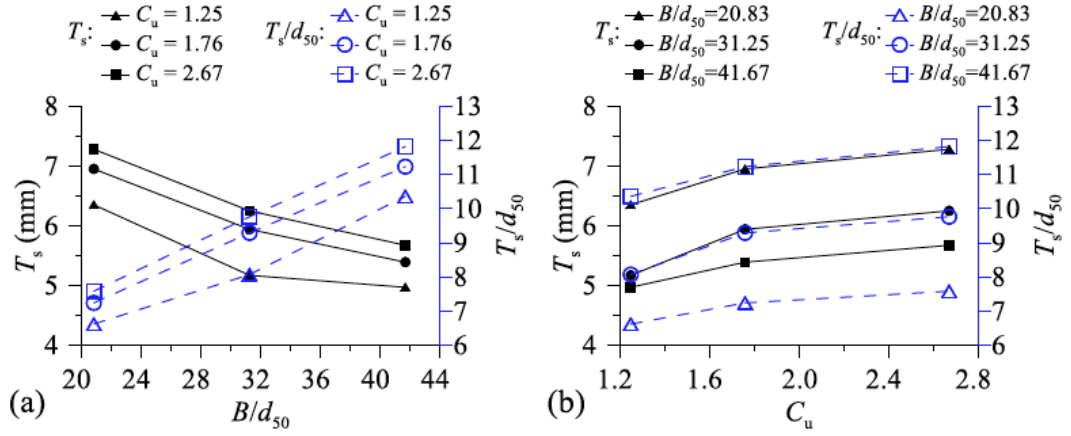 Ts: Cu = 1.25 Ts/d50: Cu = 1.25
Cu = 1.76 Cu = 1.76
Cu = 2.67 Cu = 2.67
8 13
12
7 11
10
6 9
8
5 7
4 6
20 24 28 32 36 40 44
Ts (mm)
Ts/d50
B/d50
(a)
Ts: B/d50=20.83 Ts/d50: B/d50=20.83
B/d50=31.25 B/d50=31.25
B/d50=41.67 B/d50=41.67
8 13
12
7 11
10
6 9
8
5 7
4 6
1.2 1.6 2.0 2.4 2.8
Ts (mm)
Ts/d50
Cu
(b)